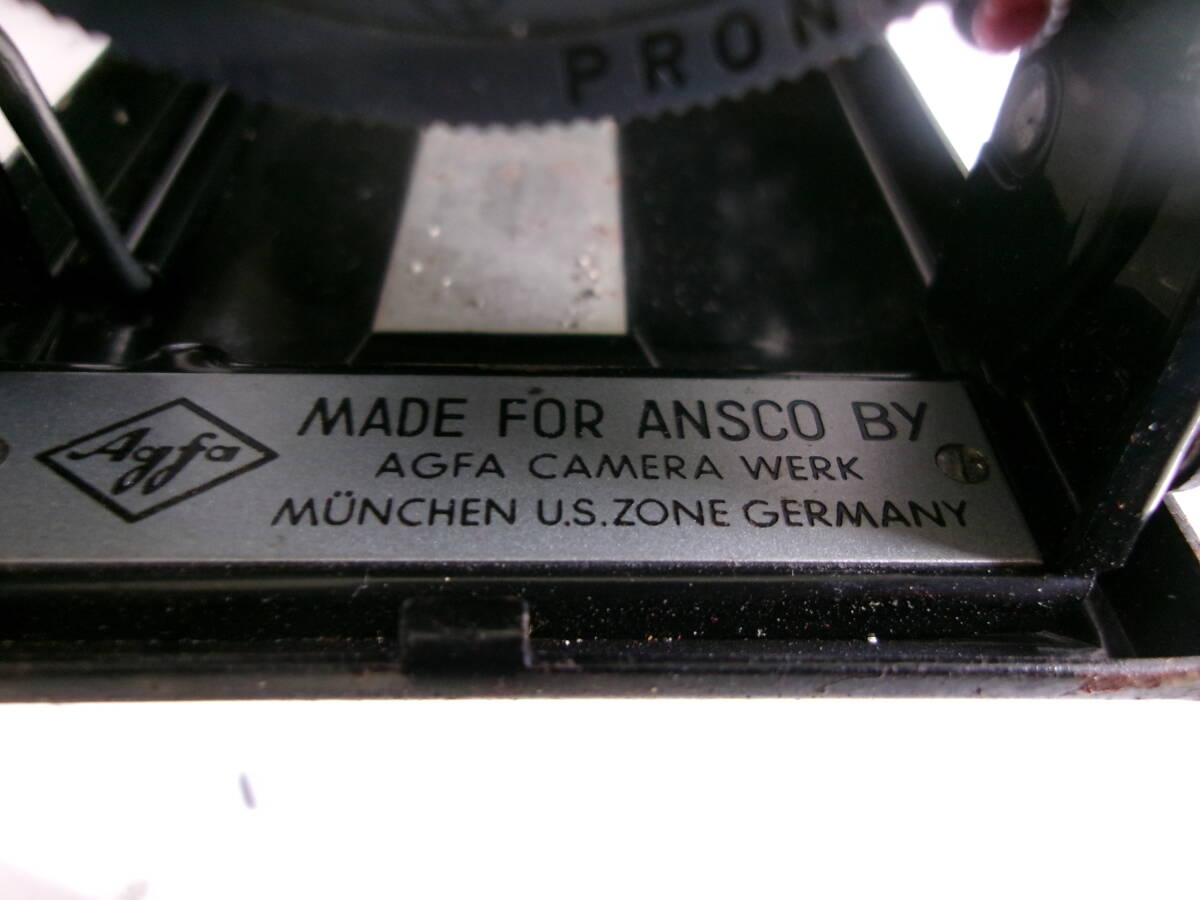 PRON
Agfa
MADE FOR ANSCO BY
AGFA CAMERA WERK
MÜNCHEN U.S. ZONE GERMANY